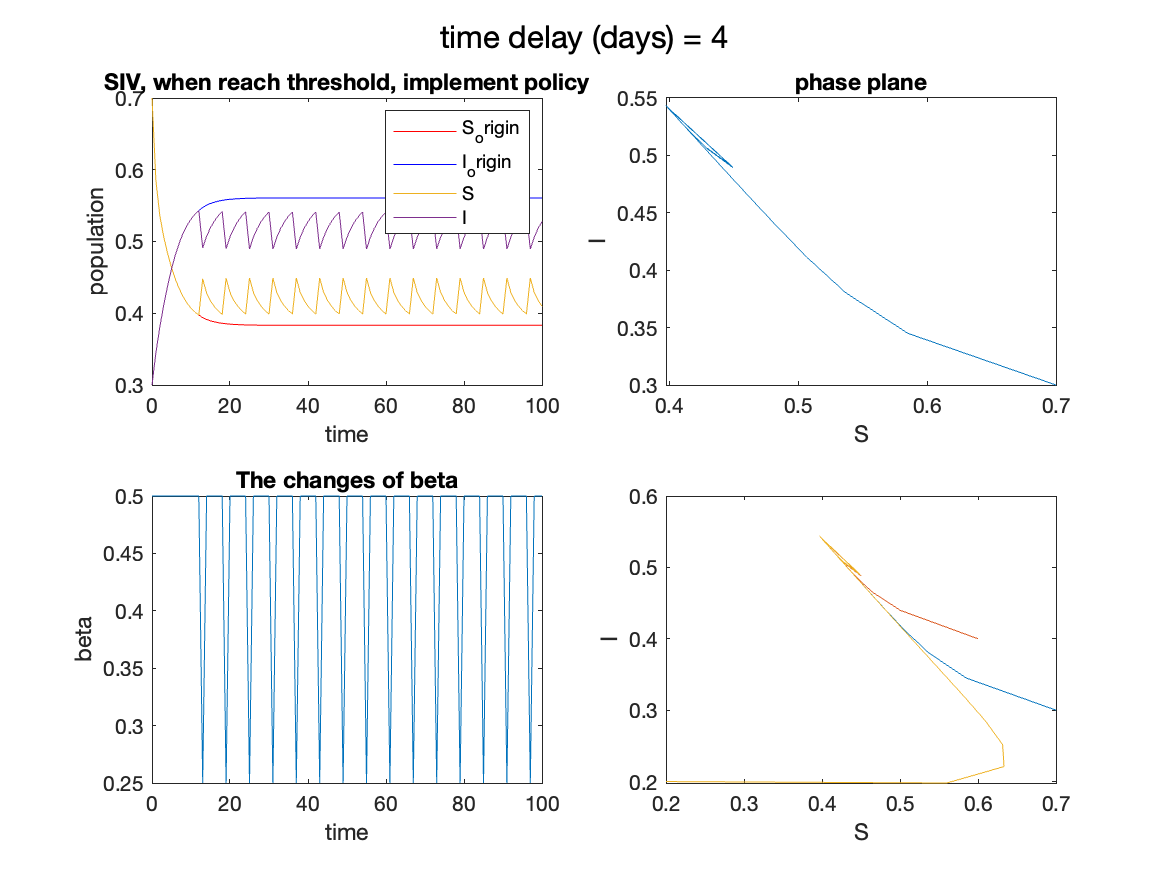 time delay (days) = 4
SIV, when reach threshold, implement policy
0.7
0.6
0.5
0.4
0.3
population
0 20 40 60 80 100
time
S_origin
I_origin
S
I
phase plane
0.55
0.5
0.45
0.4
0.35
0.3
I
0.4 0.5 0.6 0.7
S
The changes of beta
0.5
0.45
0.4
0.35
0.3
0.25
beta
0 20 40 60 80 100
time
0.6
0.5
0.4
0.3
0.2
I
0.2 0.3 0.4 0.5 0.6 0.7
S